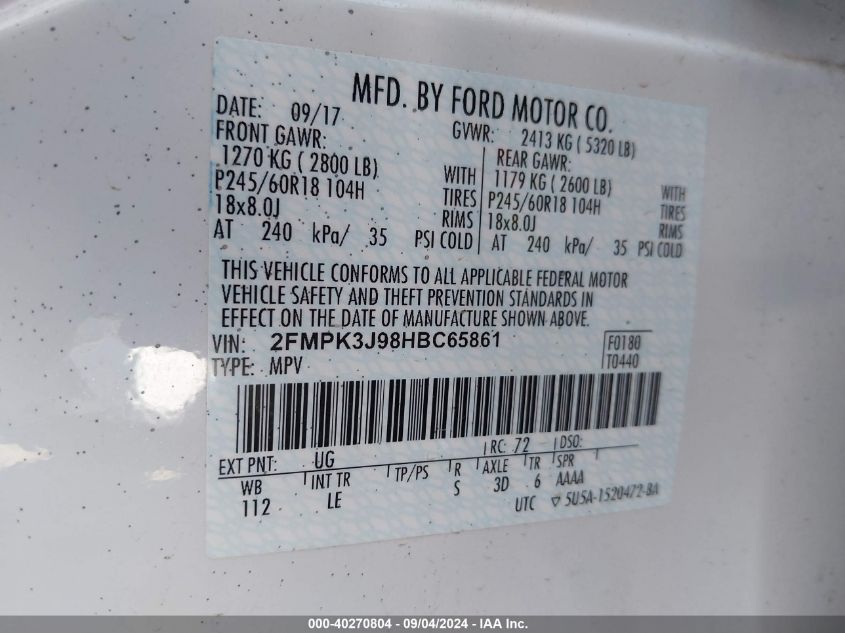 MFD. BY FORD MOTOR CO.
DATE: 09/17 GVWR: 2413 KG ( 5320 LB)
FRONT GAWR: REAR GAWR:
1270 KG ( 2800 LB) WITH 1179 KG ( 2600 LB) WITH
P245/60R18 104H TIRES P245/60R18 104H TIRES
18x8.0J RIMS 18x8.0J RIMS
AT 240 kPa/ 35 PSI COLD AT 240 kPa/ 35 PSI COLD
THIS VEHICLE CONFORMS TO ALL APPLICABLE FEDERAL MOTOR
VEHICLE SAFETY AND THEFT PREVENTION STANDARDS IN
EFFECT ON THE DATE OF MANUFACTURE SHOWN ABOVE.
VIN: 2FMPK3J98HBC65861 F0180
TYPE: MPV T0440
EXT PNT: UG RC: 72 DSO:
WB INT TR TP/PS R AXLE TR SPR
112 LE S 3D 6 AAAA
UTC ▽ 5U5A-1520472-BA
000-40270804 - 09/04/2024 - IAA Inc.